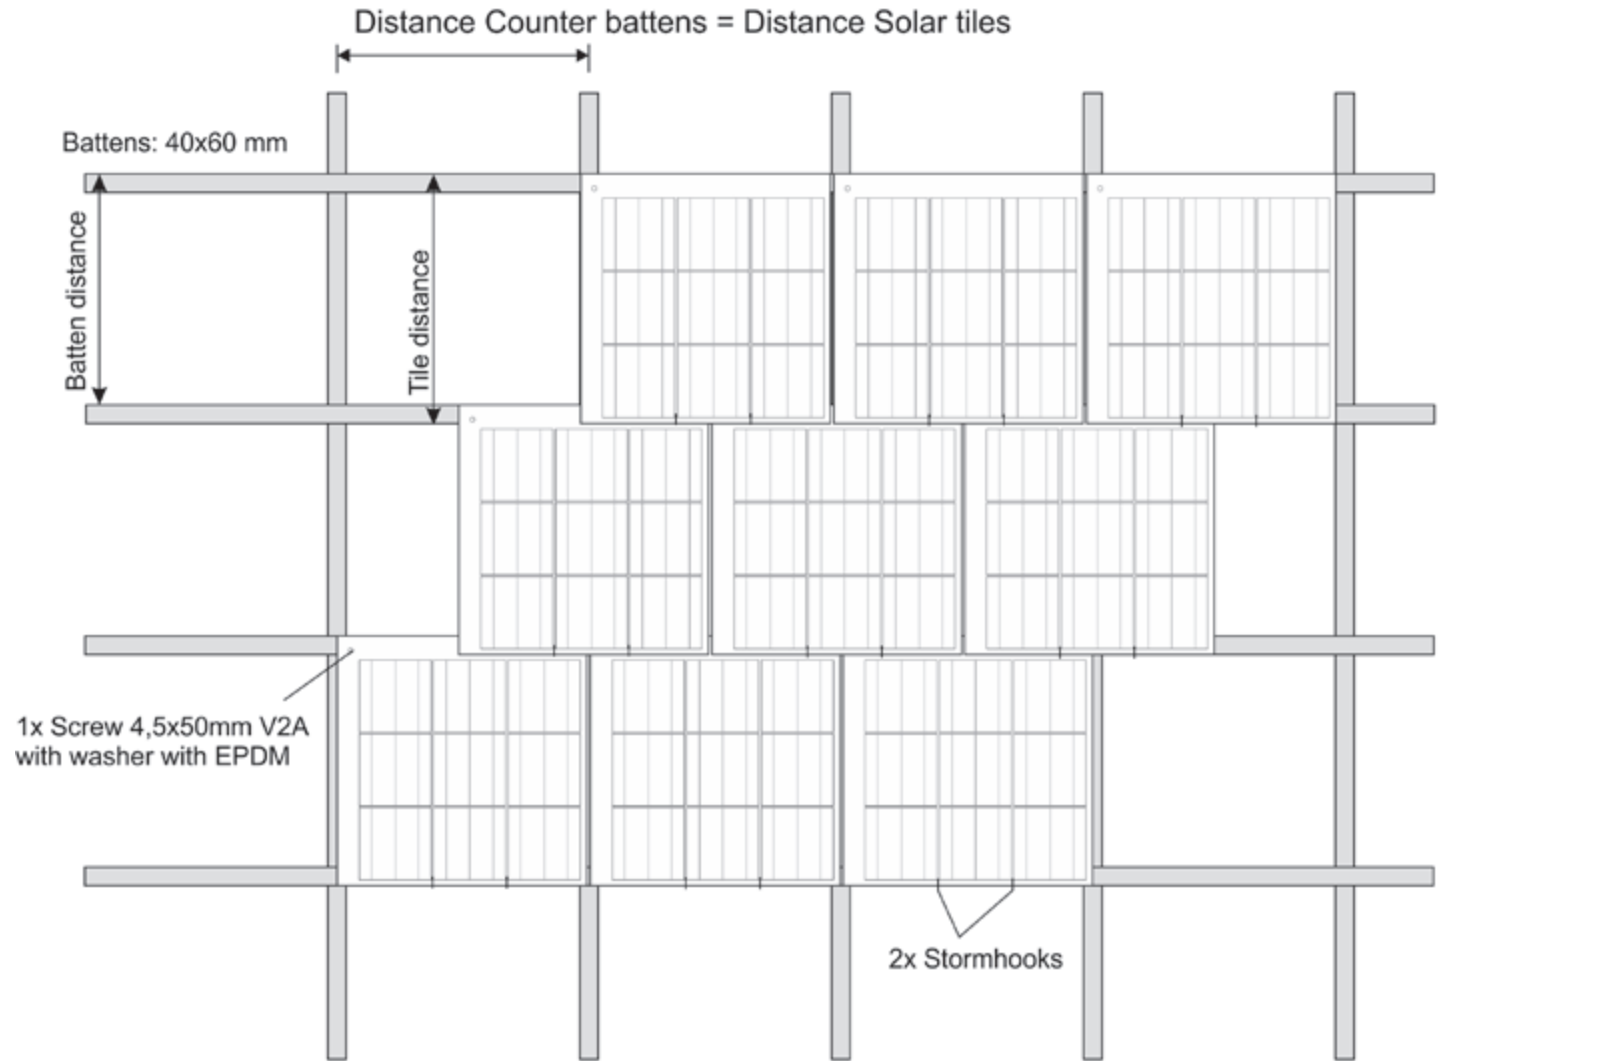 Distance Counter battens = Distance Solar tiles
Battens: 40x60 mm
Batten distance
Tile distance
1x Screw 4,5x50mm V2A
with washer with EPDM
2x Stormhooks